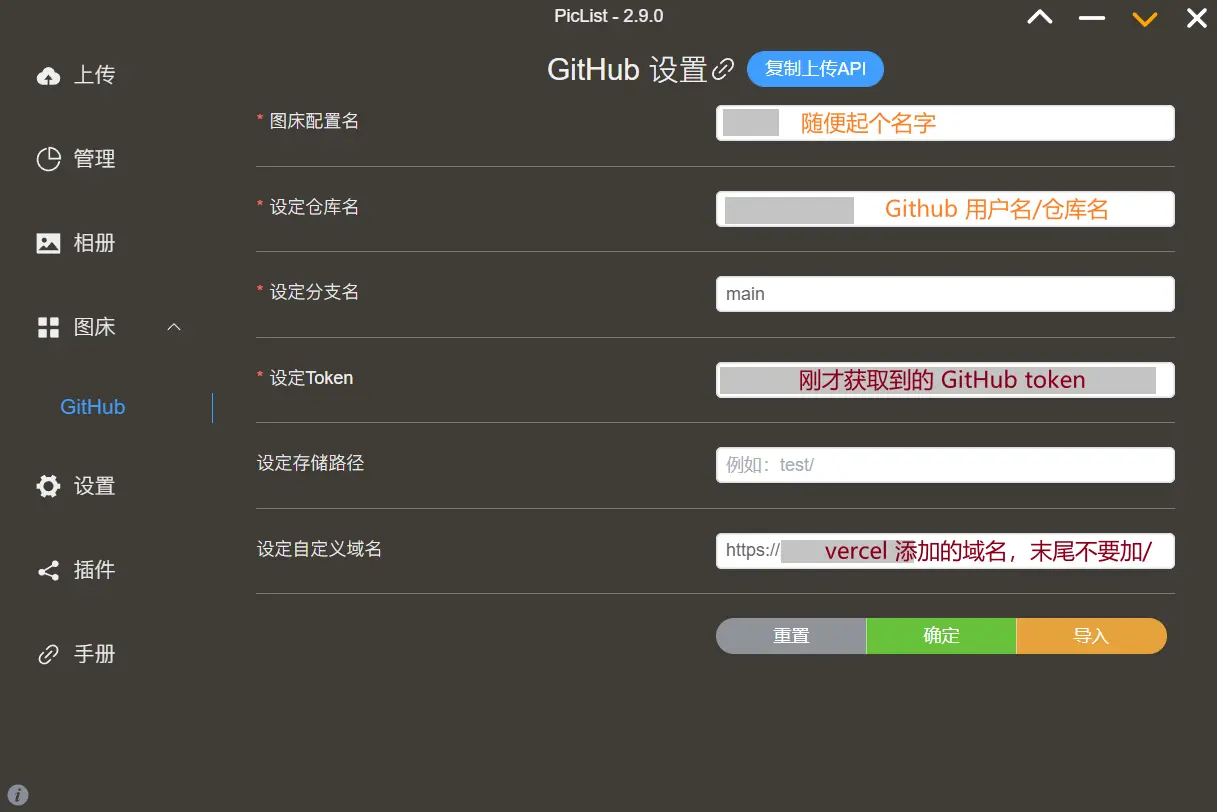 PicList - 2.9.0
上传
管理
相册
图床
GitHub
设置
插件
手册
GitHub 设置
复制上传API
* 图床配置名
随便起个名字
* 设定仓库名
Github 用户名/仓库名
* 设定分支名
main
* 设定Token
刚才获取到的 GitHub token
设定存储路径
例如：test/
设定自定义域名
https://
vercel 添加的域名，末尾不要加/
重置
确定
导入